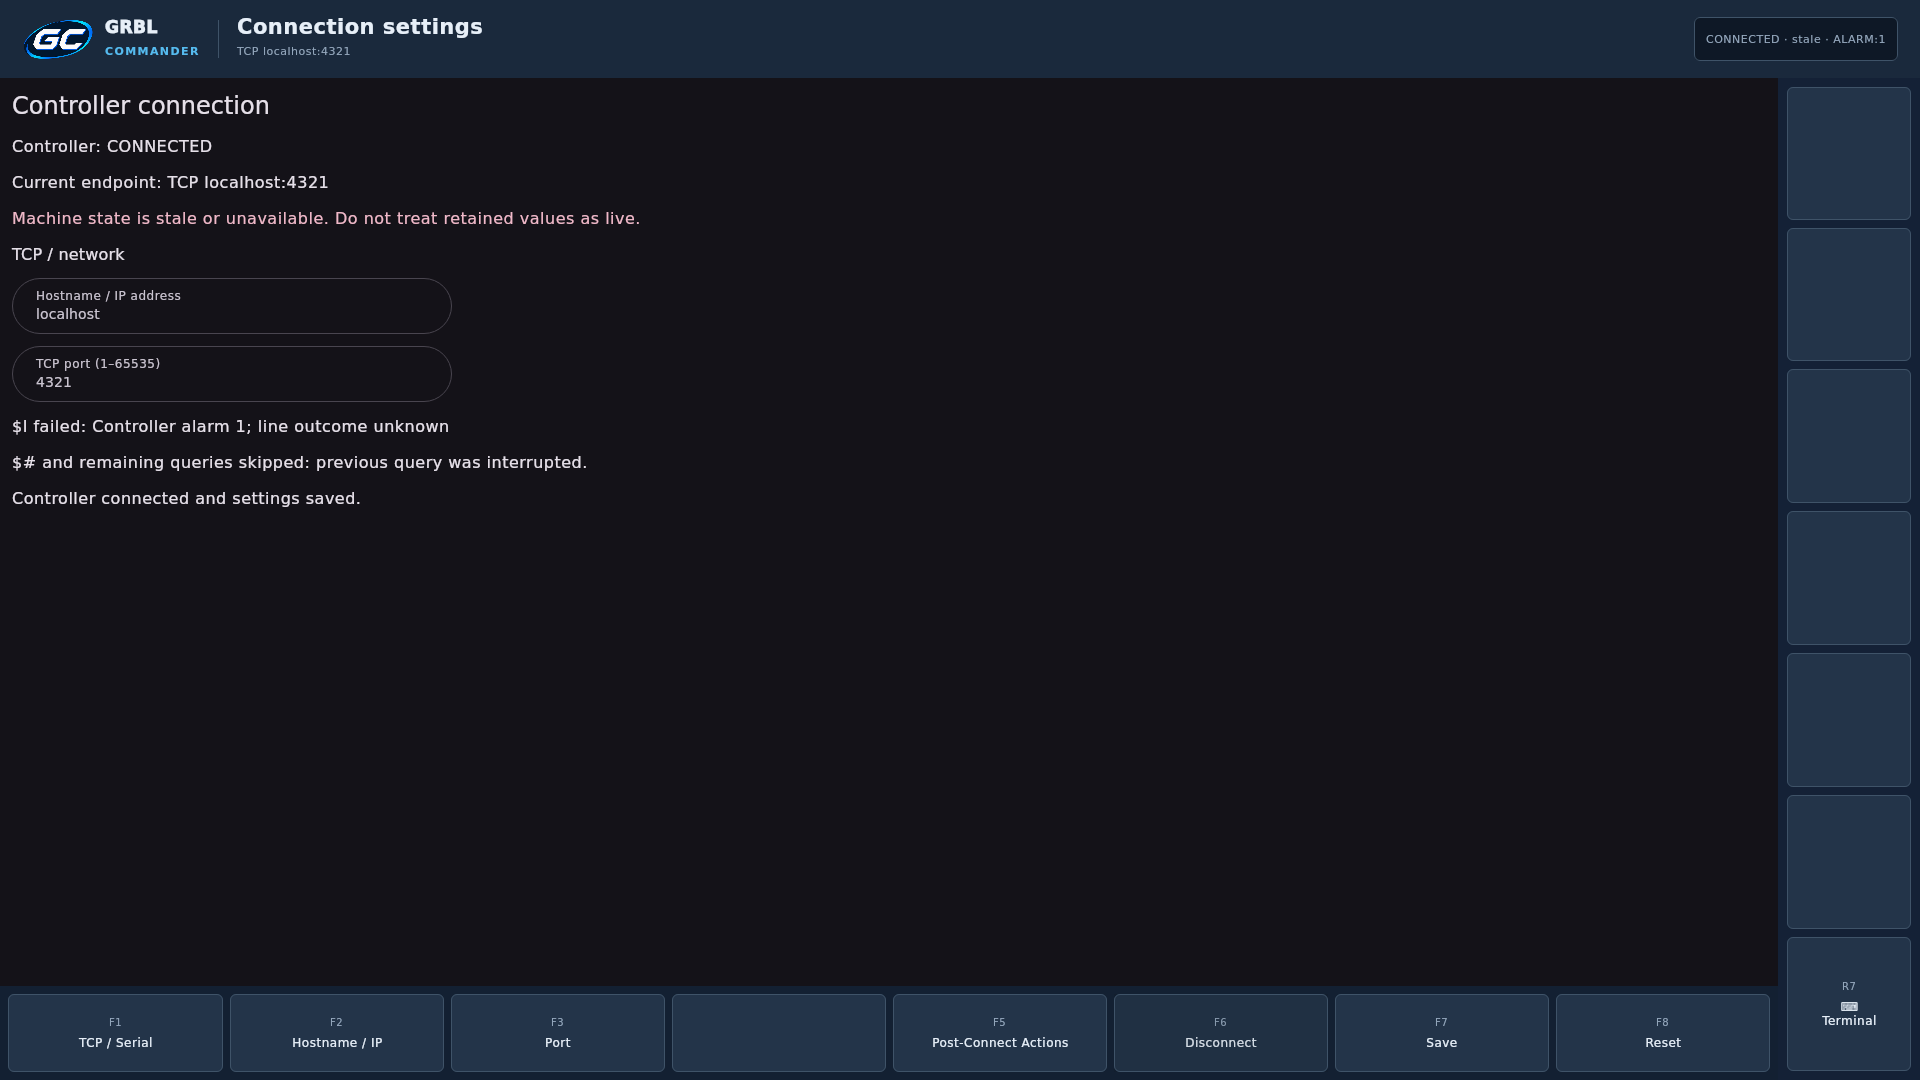 GC
GRBL
COMMANDER
Connection settings
TCP localhost:4321
CONNECTED · stale · ALARM:1
Controller connection
Controller: CONNECTED
Current endpoint: TCP localhost:4321
Machine state is stale or unavailable. Do not treat retained values as live.
TCP / network
Hostname / IP address
localhost
TCP port (1–65535)
4321
$I failed: Controller alarm 1; line outcome unknown
$# and remaining queries skipped: previous query was interrupted.
Controller connected and settings saved.
R7
Terminal
F1
TCP / Serial
F2
Hostname / IP
F3
Port
F5
Post-Connect Actions
F6
Disconnect
F7
Save
F8
Reset